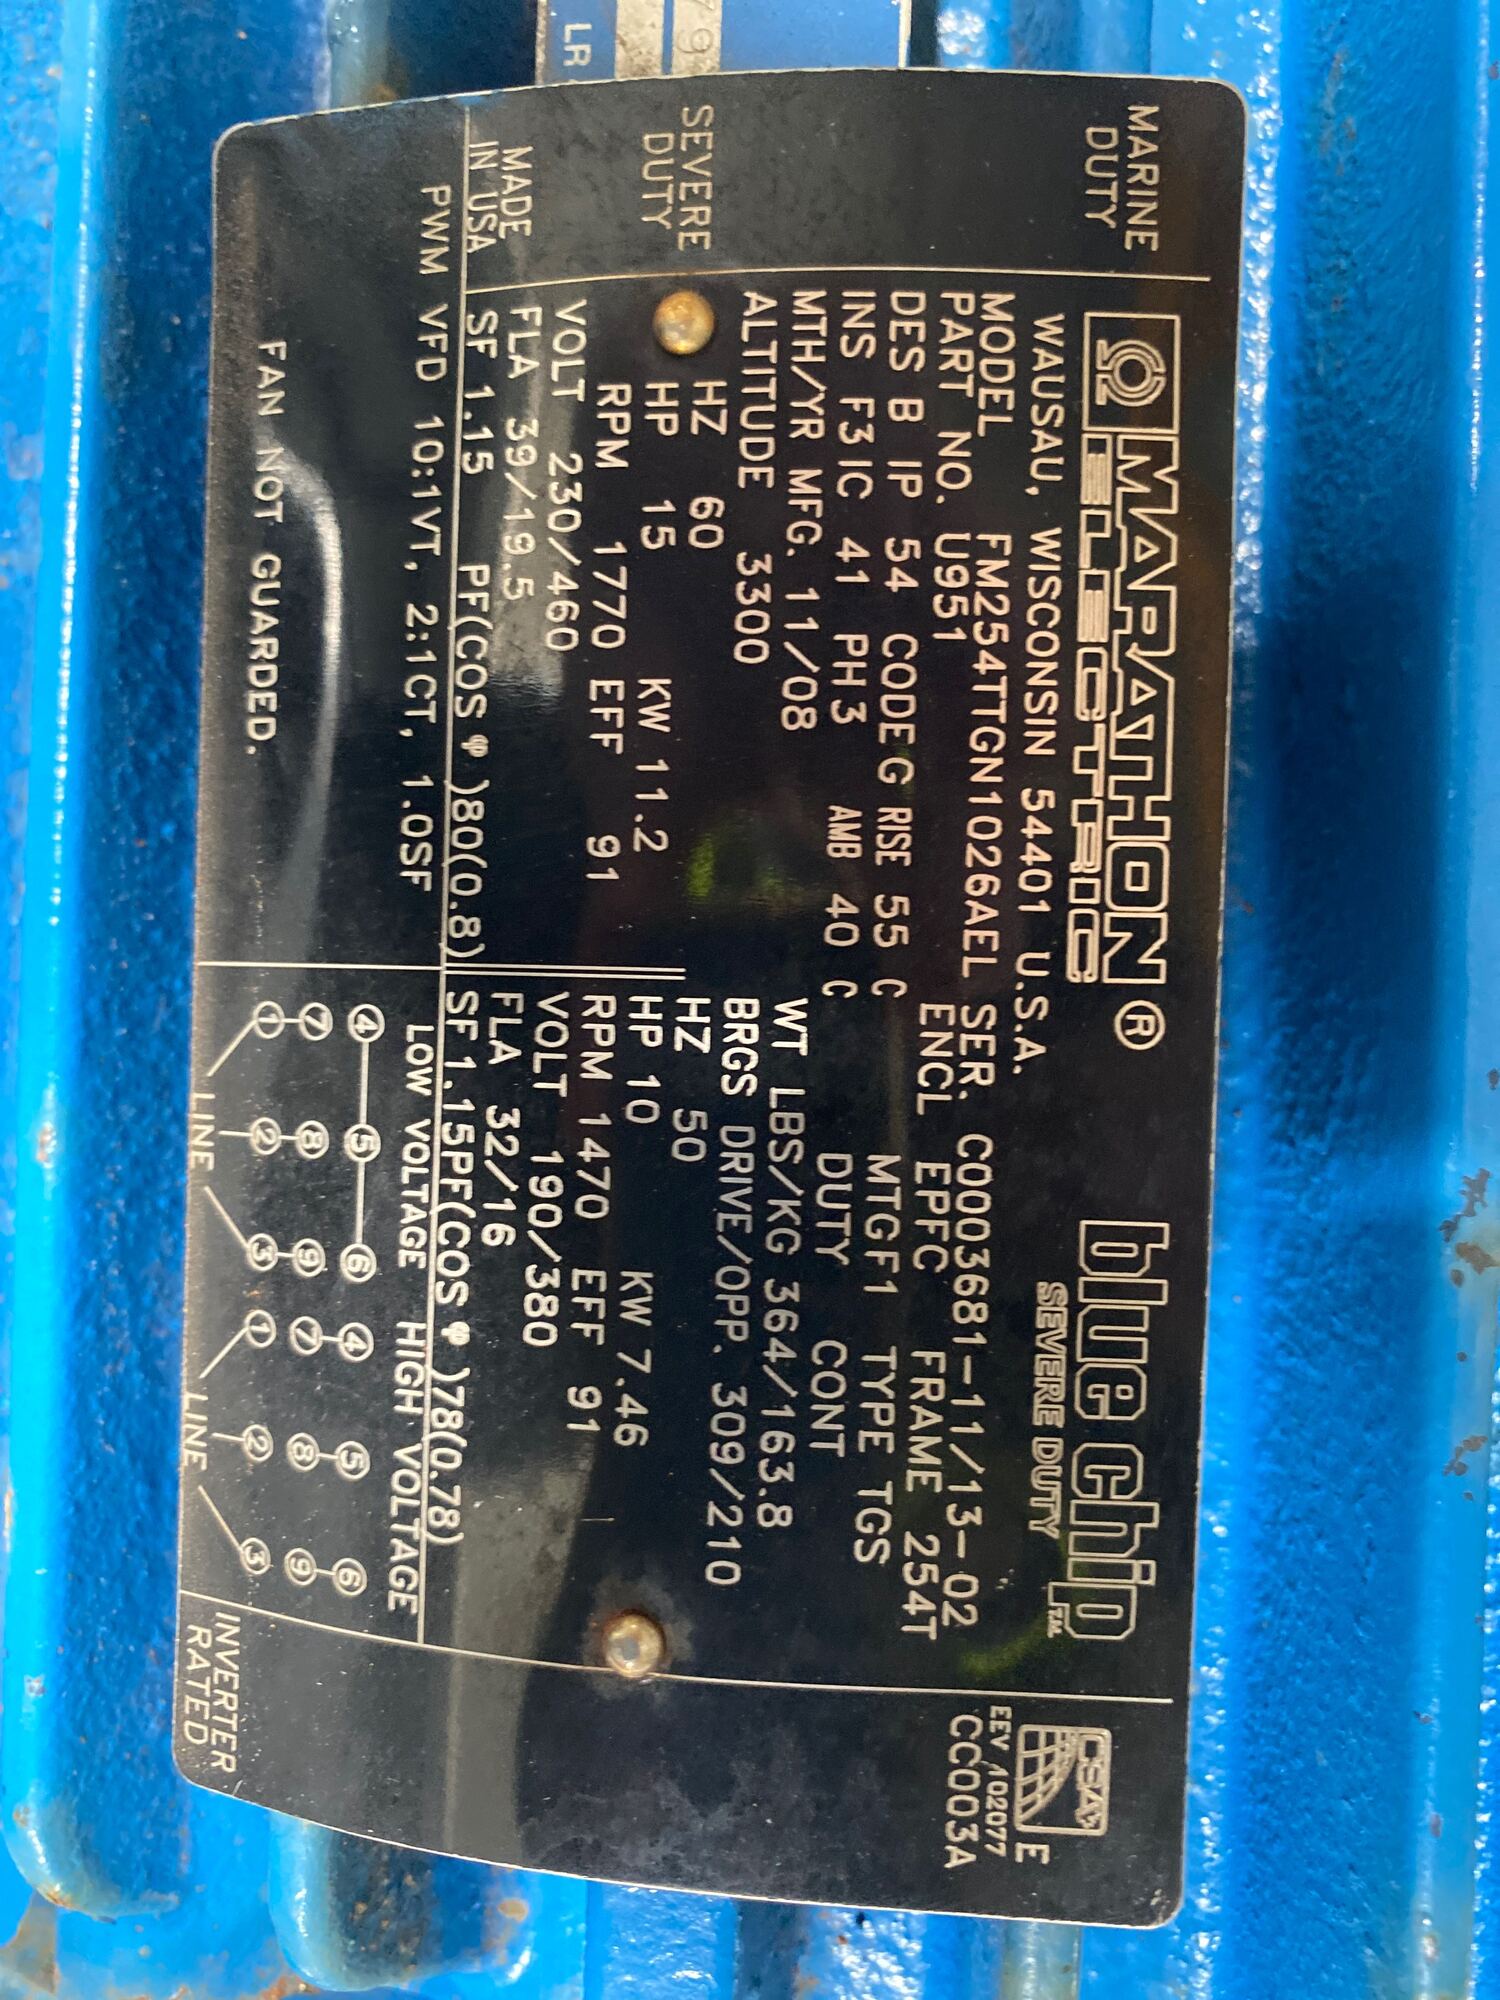 LR
MARINE
DUTY
SEVERE
DUTY
MADE
IN USA
MARATHON ®
ELECTRIC
WAUSAU, WISCONSIN 54401 U.S.A.
blue chip™
SEVERE DUTY
MODEL FM254TTGN1026AEL SER. C0003681-11/13-02
PART NO. U951 ENCL EPFC FRAME 254T
DES B IP 54 CODE G RISE 55 C MTG F1 TYPE TGS
INS F3 IC 41 PH 3 AMB 40 C DUTY CONT
MTH/YR MFG. 11/08 WT LBS/KG 364/163.8
ALTITUDE 3300 BRGS DRIVE/OPP. 309/210
HZ 60 HZ 50
HP 15 KW 11.2 HP 10 KW 7.46
RPM 1770 EFF 91 RPM 1470 EFF 91
VOLT 230/460 VOLT 190/380
FLA 39/19.5 FLA 32/16
SF 1.15 PF(COS φ )80(0.8) SF 1.15 PF(COS φ )78(0.78)
PWM VFD 10:1VT, 2:1CT, 1.0SF
FAN NOT GUARDED.
LOW VOLTAGE HIGH VOLTAGE
④ ⑤ ⑥ ④ ⑤ ⑥
⑦ ⑧ ⑨ ⑦ ⑧ ⑨
① ② ③ ① ② ③
LINE LINE
INVERTER
RATED
CSA E
EEV 102077
CC003A